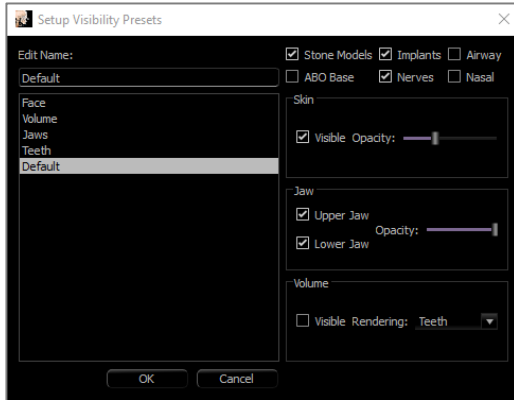 Setup Visibility Presets
Edit Name:
Default
Face
Volume
Jaws
Teeth
Default
OK
Cancel
Stone Models Implants Airway
ABO Base Nerves Nasal
Skin
Visible Opacity:
Jaw
Upper Jaw
Opacity:
Lower Jaw
Volume
Visible Rendering: Teeth